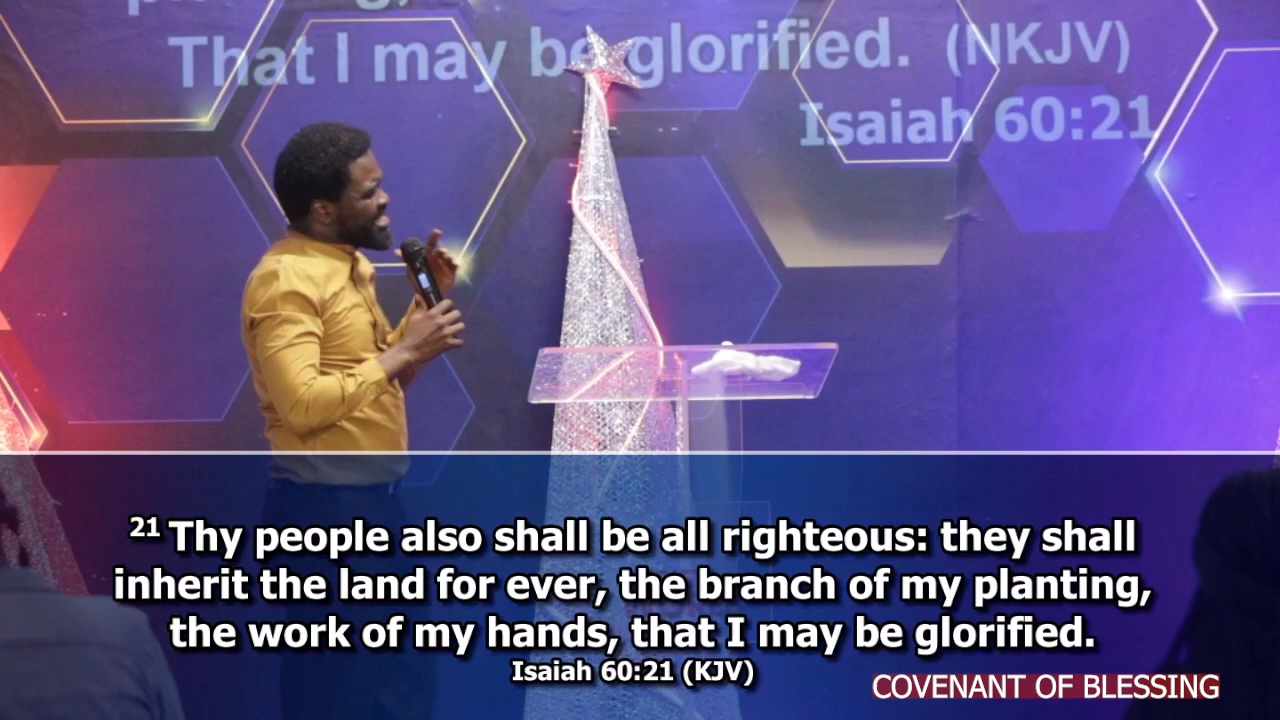 That I may be glorified. (NKJV)
Isaiah 60:21
21 Thy people also shall be all righteous: they shall
inherit the land for ever, the branch of my planting,
the work of my hands, that I may be glorified.
Isaiah 60:21 (KJV)
COVENANT OF BLESSING